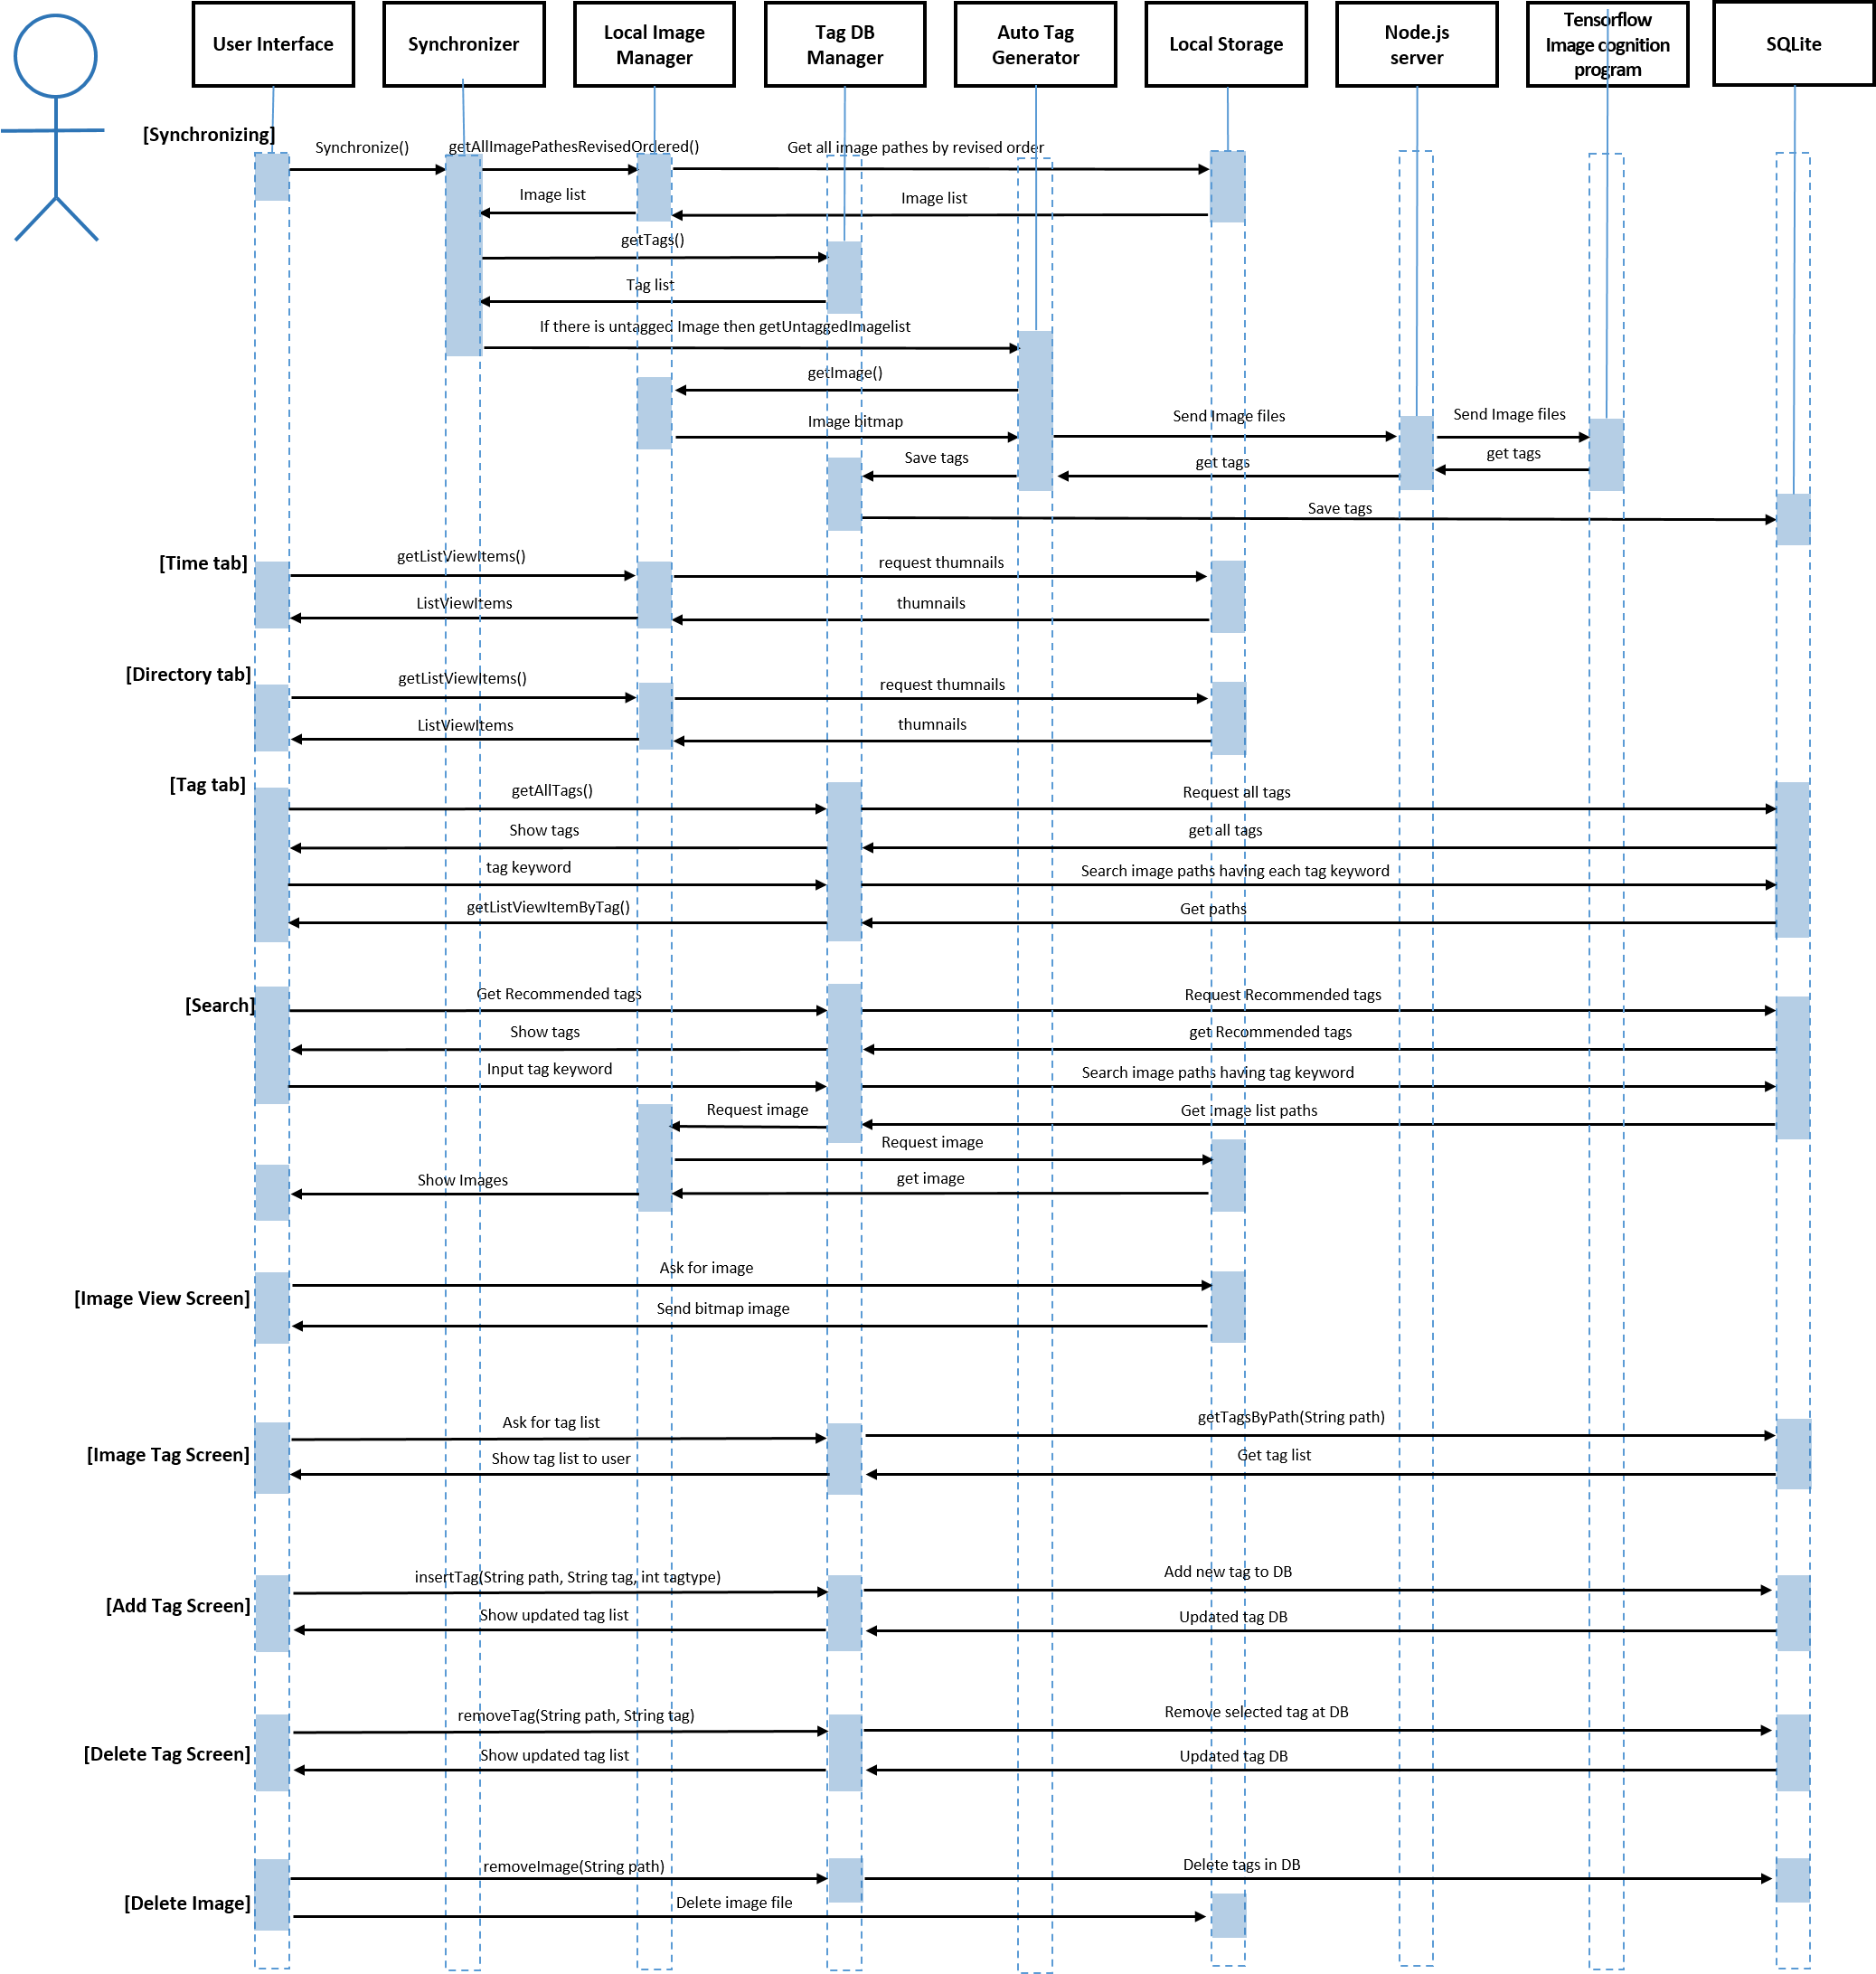 User Interface
Synchronizer
Local Image
Manager
Tag DB
Manager
Auto Tag
Generator
Local Storage
Node.js
server
Tensorflow
Image cognition
program
SQLite
[Synchronizing]
Synchronize()
getAllImagePathesRevisedOrdered()
Get all image pathes by revised order
Image list
Image list
getTags()
Tag list
If there is untagged Image then getUntaggedImagelist
getImage()
Image bitmap
Send Image files
Send Image files
Save tags
get tags
get tags
Save tags
[Time tab]
getListViewItems()
request thumnails
ListViewItems
thumnails
[Directory tab]
getListViewItems()
request thumnails
ListViewItems
thumnails
[Tag tab]
getAllTags()
Request all tags
Show tags
get all tags
tag keyword
Search image paths having each tag keyword
getListViewItemByTag()
Get paths
[Search]
Get Recommended tags
Request Recommended tags
Show tags
get Recommended tags
Input tag keyword
Search image paths having tag keyword
Request image
Get image list paths
Request image
Show Images
get image
[Image View Screen]
Ask for image
Send bitmap image
[Image Tag Screen]
Ask for tag list
getTagsByPath(String path)
Show tag list to user
Get tag list
[Add Tag Screen]
insertTag(String path, String tag, int tagtype)
Add new tag to DB
Show updated tag list
Updated tag DB
[Delete Tag Screen]
removeTag(String path, String tag)
Remove selected tag at DB
Show updated tag list
Updated tag DB
[Delete Image]
removeImage(String path)
Delete tags in DB
Delete image file